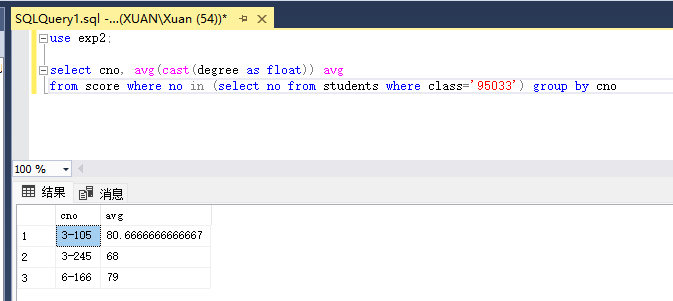 SQLQuery1.sql -...(XUAN\Xuan (54))*
use exp2;
select cno, avg(cast(degree as float)) avg
from score where no in (select no from students where class='95033') group by cno
100 %
结果 消息
cno avg
1 3-105 80.6666666666667
2 3-245 68
3 6-166 79